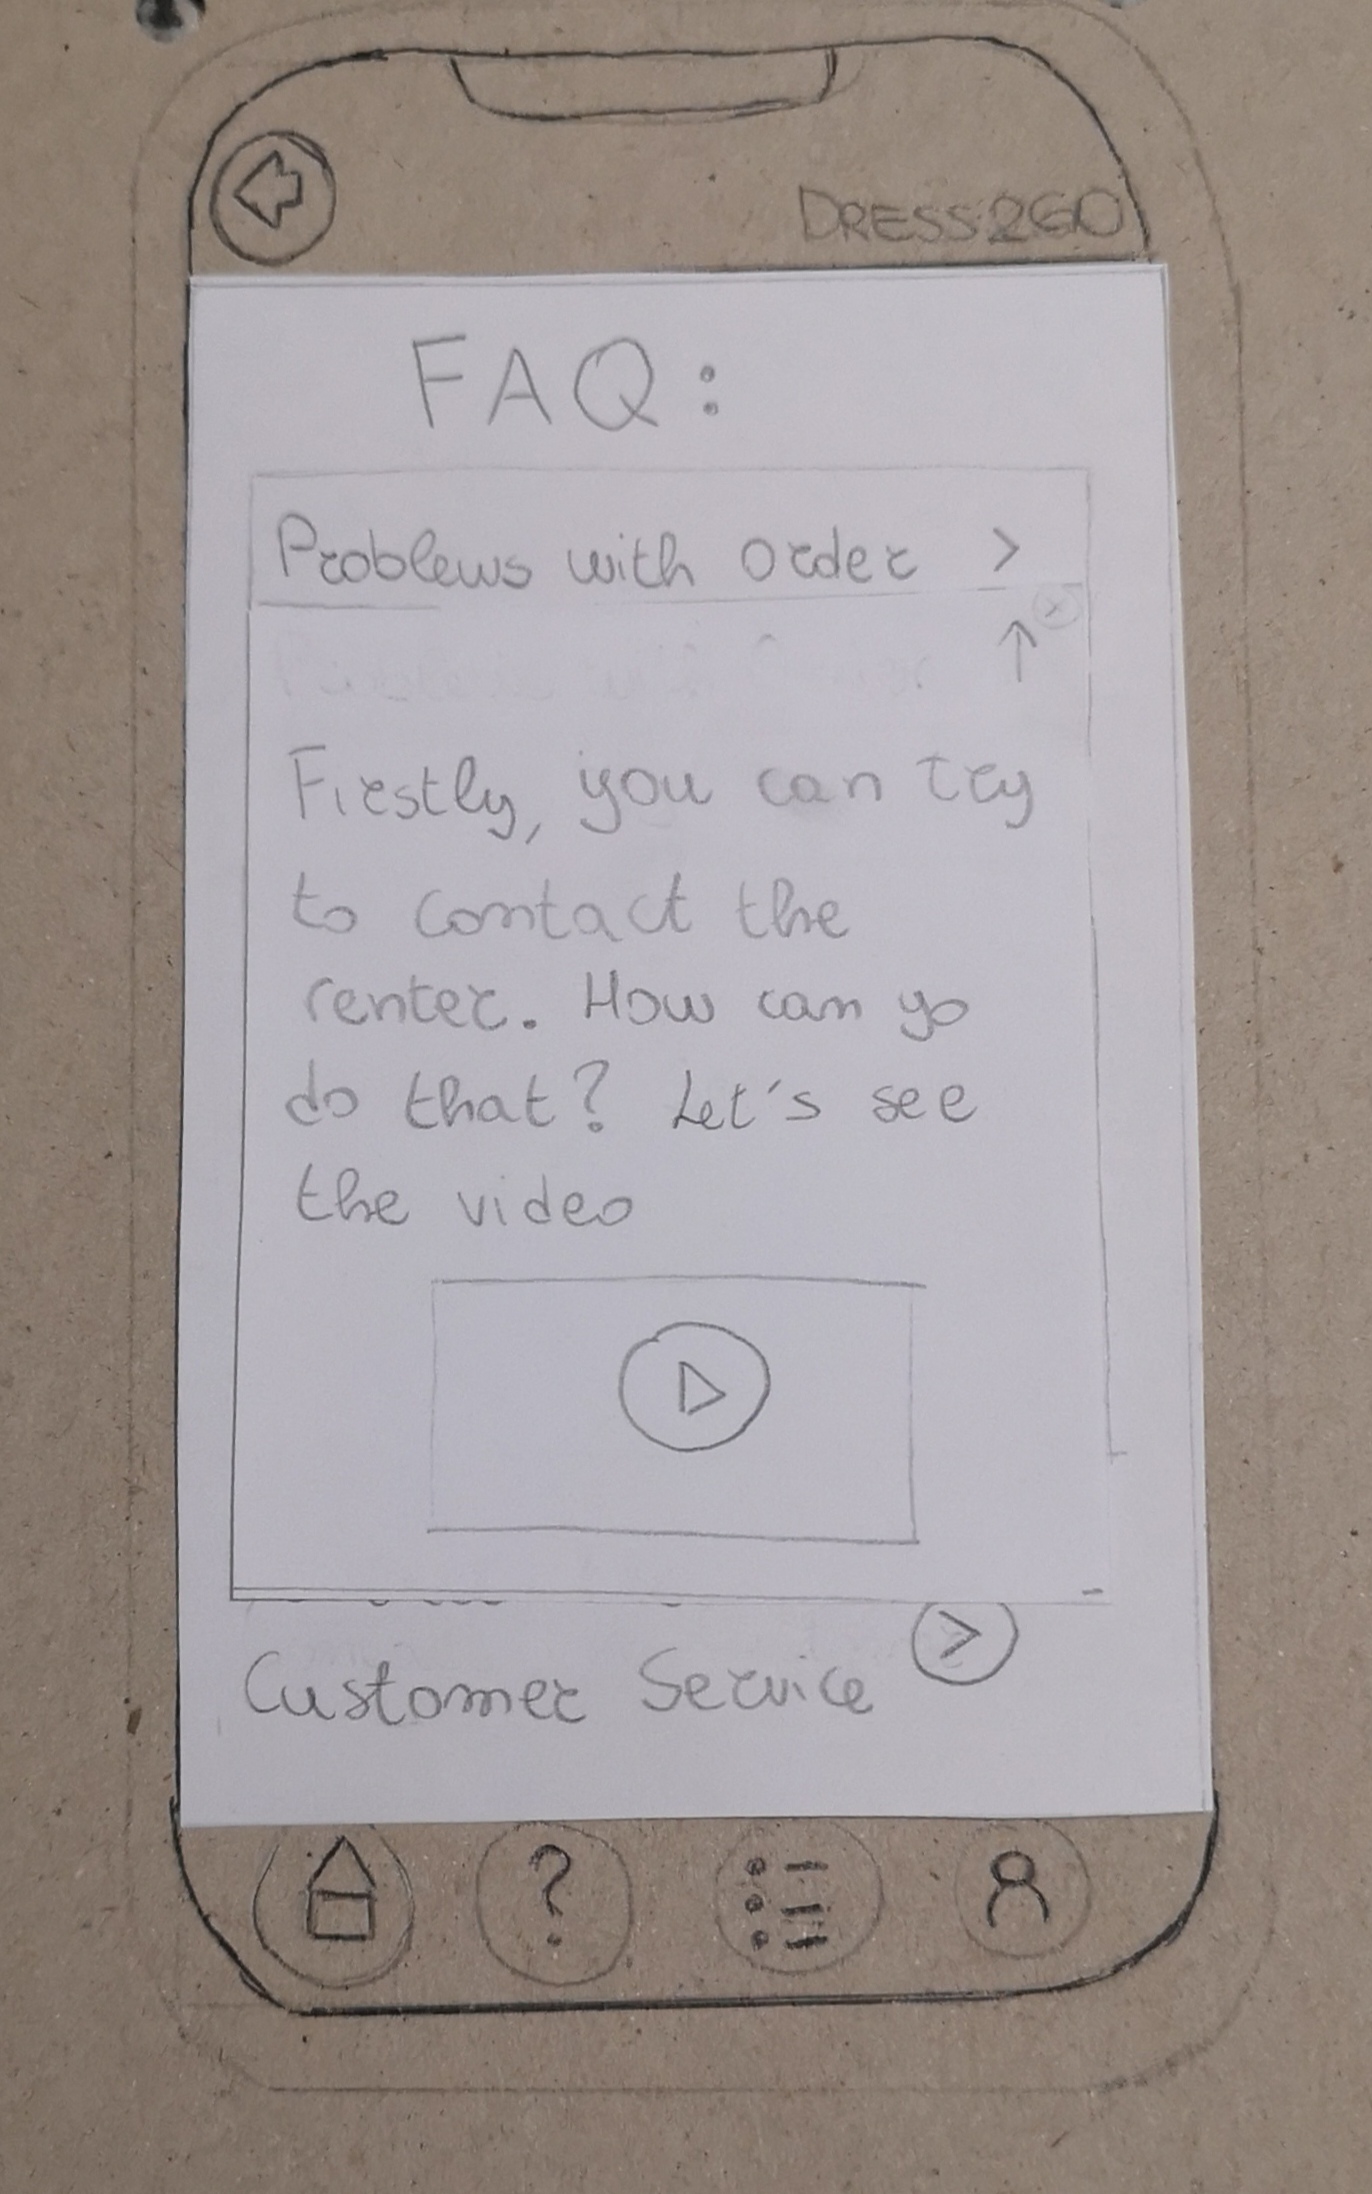 DRESS2GO
FAQ:
Problems with order >
Firstly, you can try
to contact the
renter. How can yo
do that? Let's see
the video
Customer Service